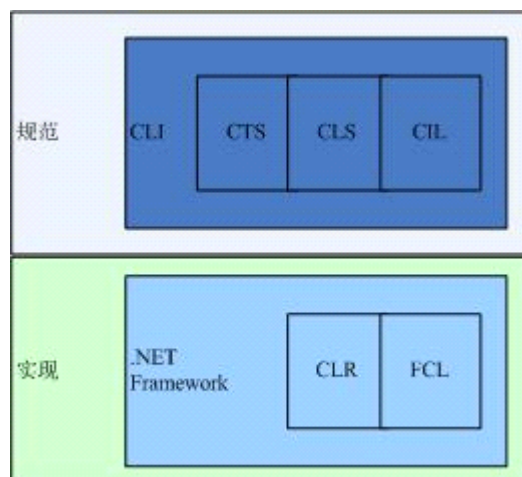 规范
CLI
CTS
CLS
CIL
实现
.NET
Framework
CLR
FCL